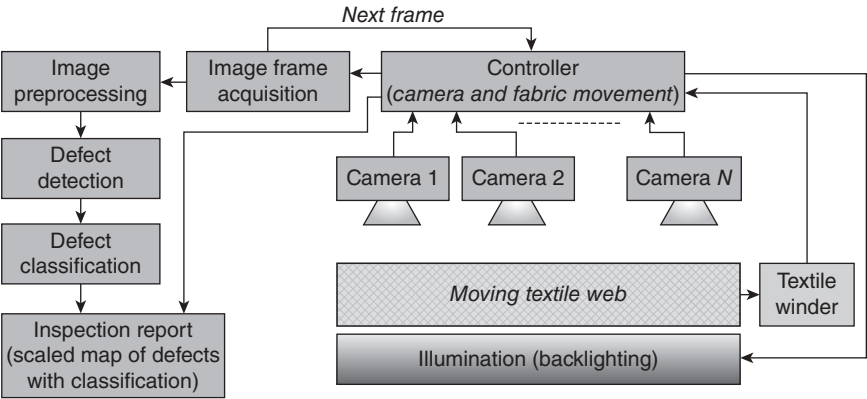 Next frame
Image
preprocessing
Image frame
acquisition
Controller
(camera and fabric movement)
Defect
detection
Camera 1
Camera 2
Camera N
Defect
classification
Moving textile web
Textile
winder
Inspection report
(scaled map of defects
with classification)
Illumination (backlighting)